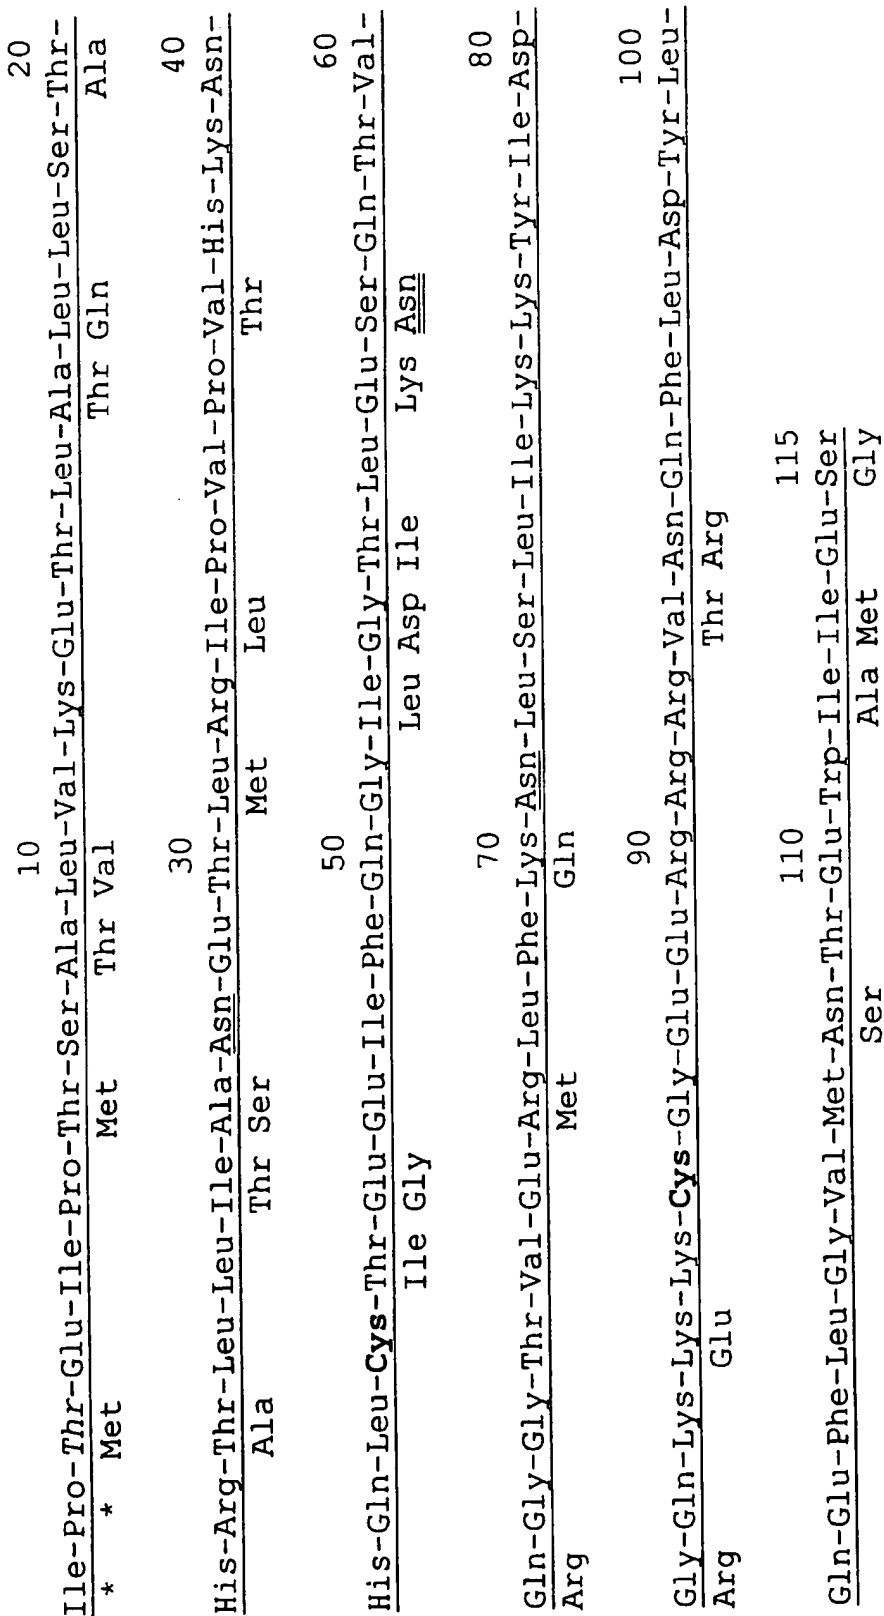 10 20
Ile-Pro-Thr-Glu-Ile-Pro-Thr-Ser-Ala-Leu-Val-Lys-Glu-Thr-Leu-Ala-Leu-Leu-Ser-Thr-
* * Met Met Thr Val Thr Gln Ala
30 40
His-Arg-Thr-Leu-Leu-Ile-Ala-Asn-Glu-Thr-Leu-Arg-Ile-Pro-Val-Pro-Val-His-Lys-Asn-
Ala Thr Ser Met Leu Thr
50 60
His-Gln-Leu-Cys-Thr-Glu-Glu-Ile-Phe-Gln-Gly-Ile-Gly-Thr-Leu-Glu-Ser-Gln-Thr-Val-
Ile Gly Leu Asp Ile Lys Asn
70 80
Gln-Gly-Gly-Thr-Val-Glu-Arg-Leu-Phe-Lys-Asn-Leu-Ser-Leu-Ile-Lys-Lys-Tyr-Ile-Asp-
Arg Met Gln
90 100
Gly-Gln-Lys-Lys-Lys-Cys-Gly-Glu-Glu-Arg-Arg-Arg-Val-Asn-Gln-Phe-Leu-Asp-Tyr-Leu-
Arg Glu Thr Arg
110 115
Gln-Glu-Phe-Leu-Gly-Val-Met-Asn-Thr-Glu-Trp-Ile-Ile-Glu-Ser
Ser Ala Met Gly